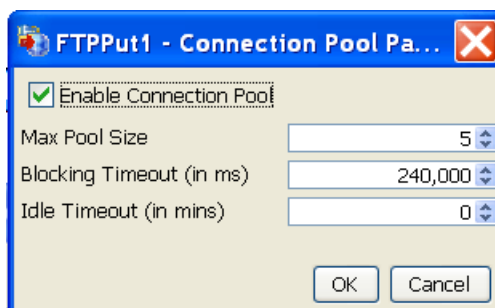 FTPPut1 - Connection Pool Pa...
Enable Connection Pool
Max Pool Size 5
Blocking Timeout (in ms) 240,000
Idle Timeout (in mins) 0
OK Cancel